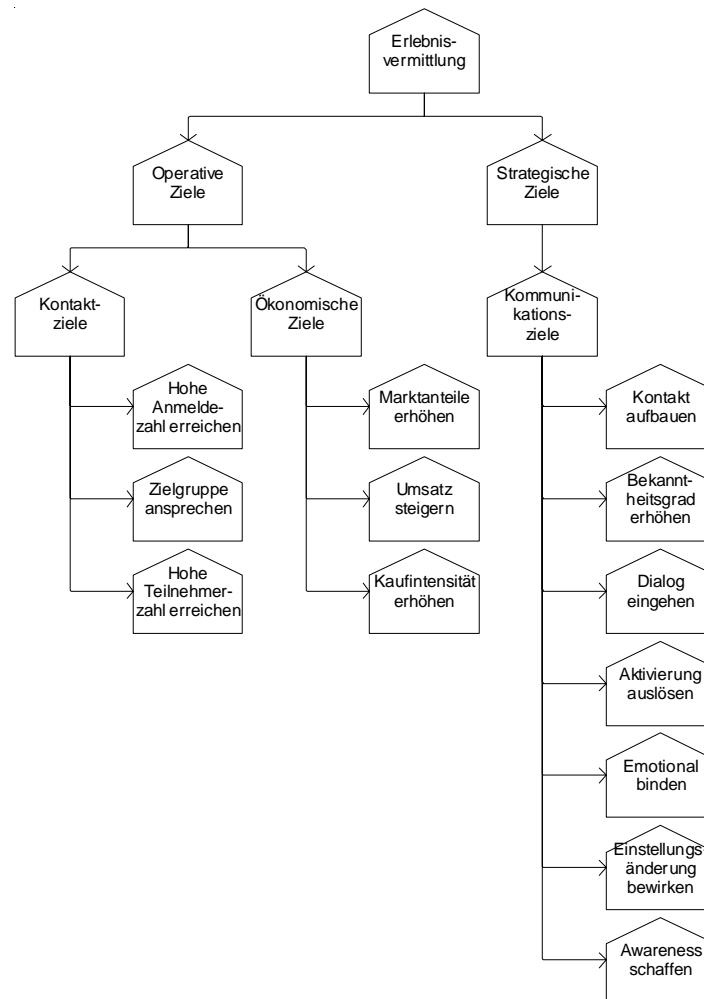 Erlebnis-
vermittlung
Operative
Ziele
Strategische
Ziele
Kontakt-
ziele
Ökonomische
Ziele
Kommuni-
kations-
ziele
Hohe
Anmelde-
zahl erreichen
Zielgruppe
ansprechen
Hohe
Teilnehmer-
zahl erreichen
Marktanteile
erhöhen
Umsatz
steigern
Kaufintensität
erhöhen
Kontakt
aufbauen
Bekannt-
heitsgrad
erhöhen
Dialog
eingehen
Aktivierung
auslösen
Emotional
binden
Einstellungs-
änderung
bewirken
Awareness
schaffen